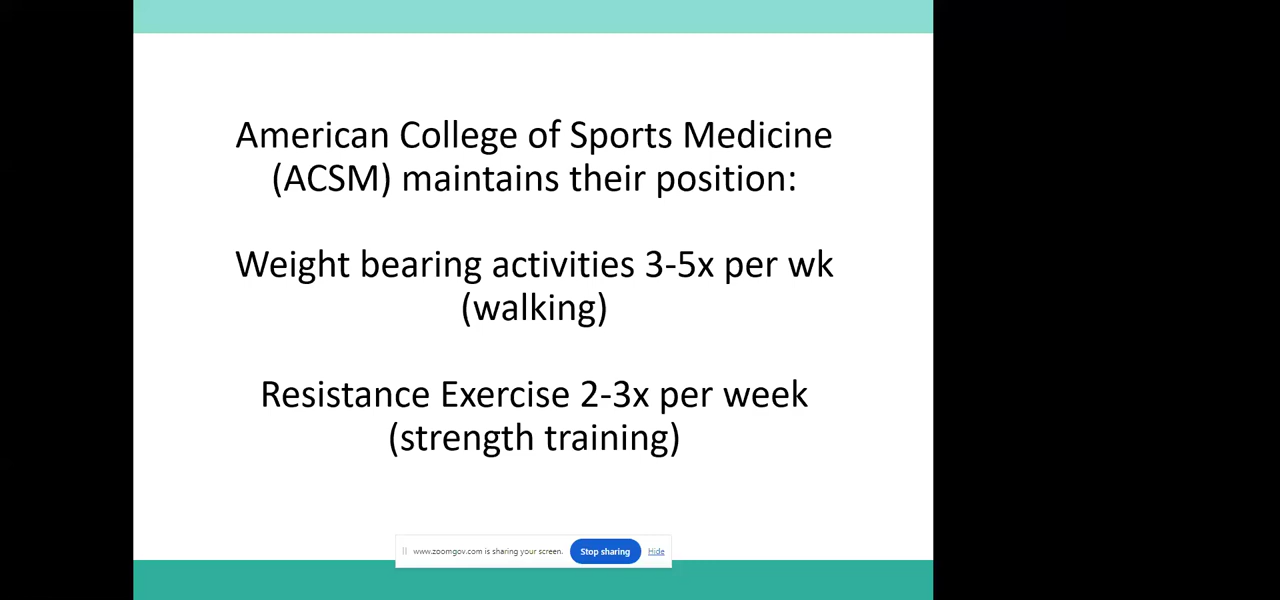 American College of Sports Medicine
(ACSM) maintains their position:
Weight bearing activities 3-5x per wk
(walking)
Resistance Exercise 2-3x per week
(strength training)
www.zoomgov.com is sharing your screen. Stop sharing Hide